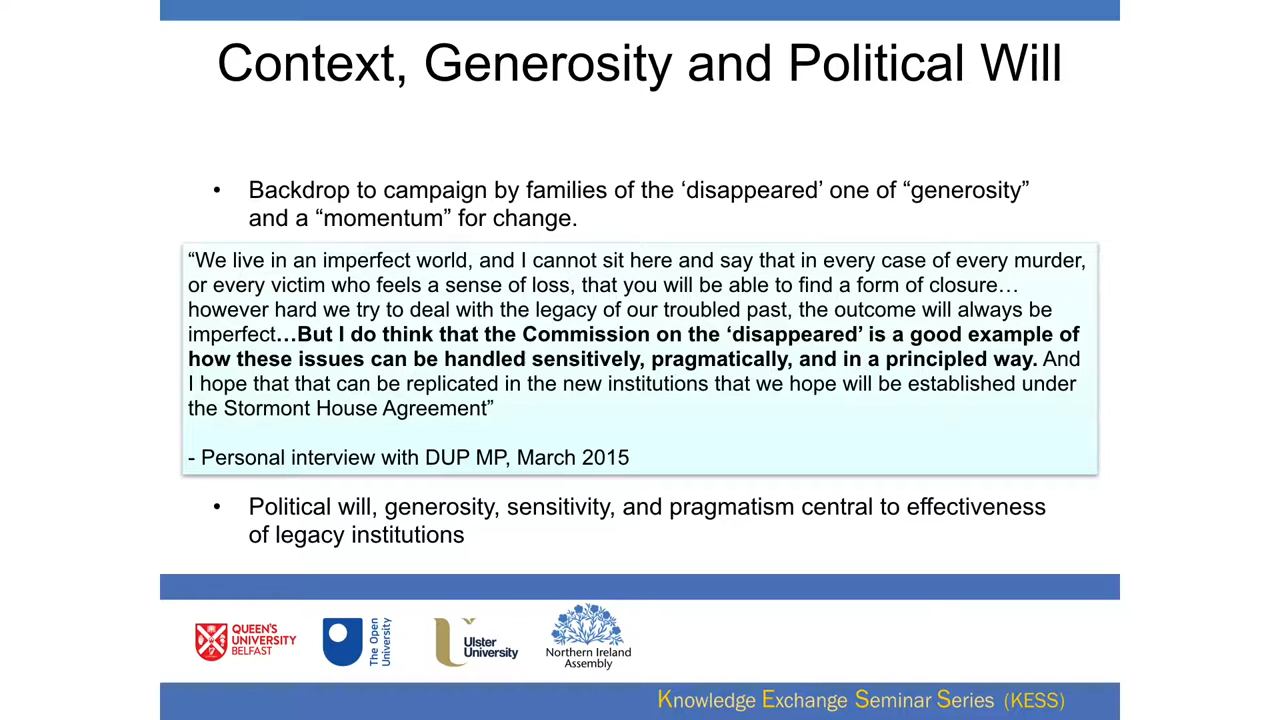 Context, Generosity and Political Will
• Backdrop to campaign by families of the ‘disappeared’ one of “generosity”
and a “momentum” for change.
“We live in an imperfect world, and I cannot sit here and say that in every case of every murder,
or every victim who feels a sense of loss, that you will be able to find a form of closure…
however hard we try to deal with the legacy of our troubled past, the outcome will always be
imperfect…But I do think that the Commission on the ‘disappeared’ is a good example of
how these issues can be handled sensitively, pragmatically, and in a principled way. And
I hope that that can be replicated in the new institutions that we hope will be established under
the Stormont House Agreement”
- Personal interview with DUP MP, March 2015
• Political will, generosity, sensitivity, and pragmatism central to effectiveness
of legacy institutions
QUEEN'S
UNIVERSITY
BELFAST
The Open
University
Ulster
University
Northern Ireland
Assembly
Knowledge Exchange Seminar Series (KESS)